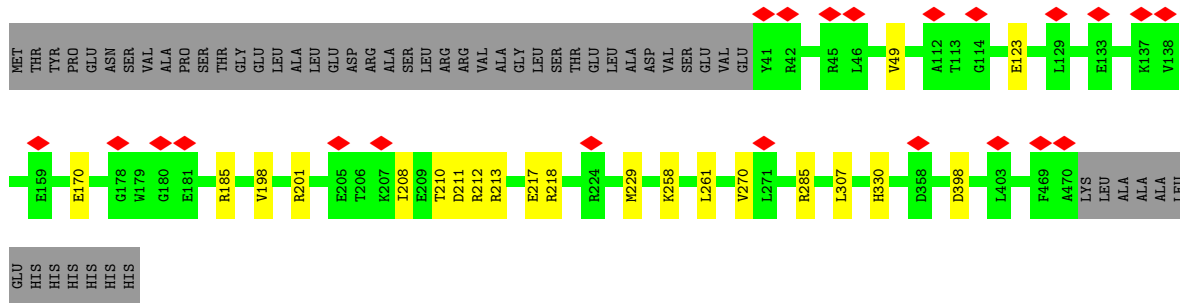 MET THR TYR PRO GLU ASN SER VAL ALA PRO SER THR GLY GLU LEU ALA LEU GLU ASP ARG ALA SER LEU ARG ARG VAL ALA GLY LEU SER THR GLU LEU ALA ASP VAL SER GLU VAL GLU Y41 R42 R45 L46 V49 A112 T113 G114 E123 L129 E133 K137 V138
E159 E170 G178 W179 G180 E181 R185 V198 R201 E205 T206 K207 I208 E209 T210 D211 R212 R213 E217 R218 R224 M229 K258 L261 V270 L271 R285 L307 H330 D358 D398 L403 F469 A470 LYS LEU ALA ALA ALA LEU
GLU HIS HIS HIS HIS HIS HIS